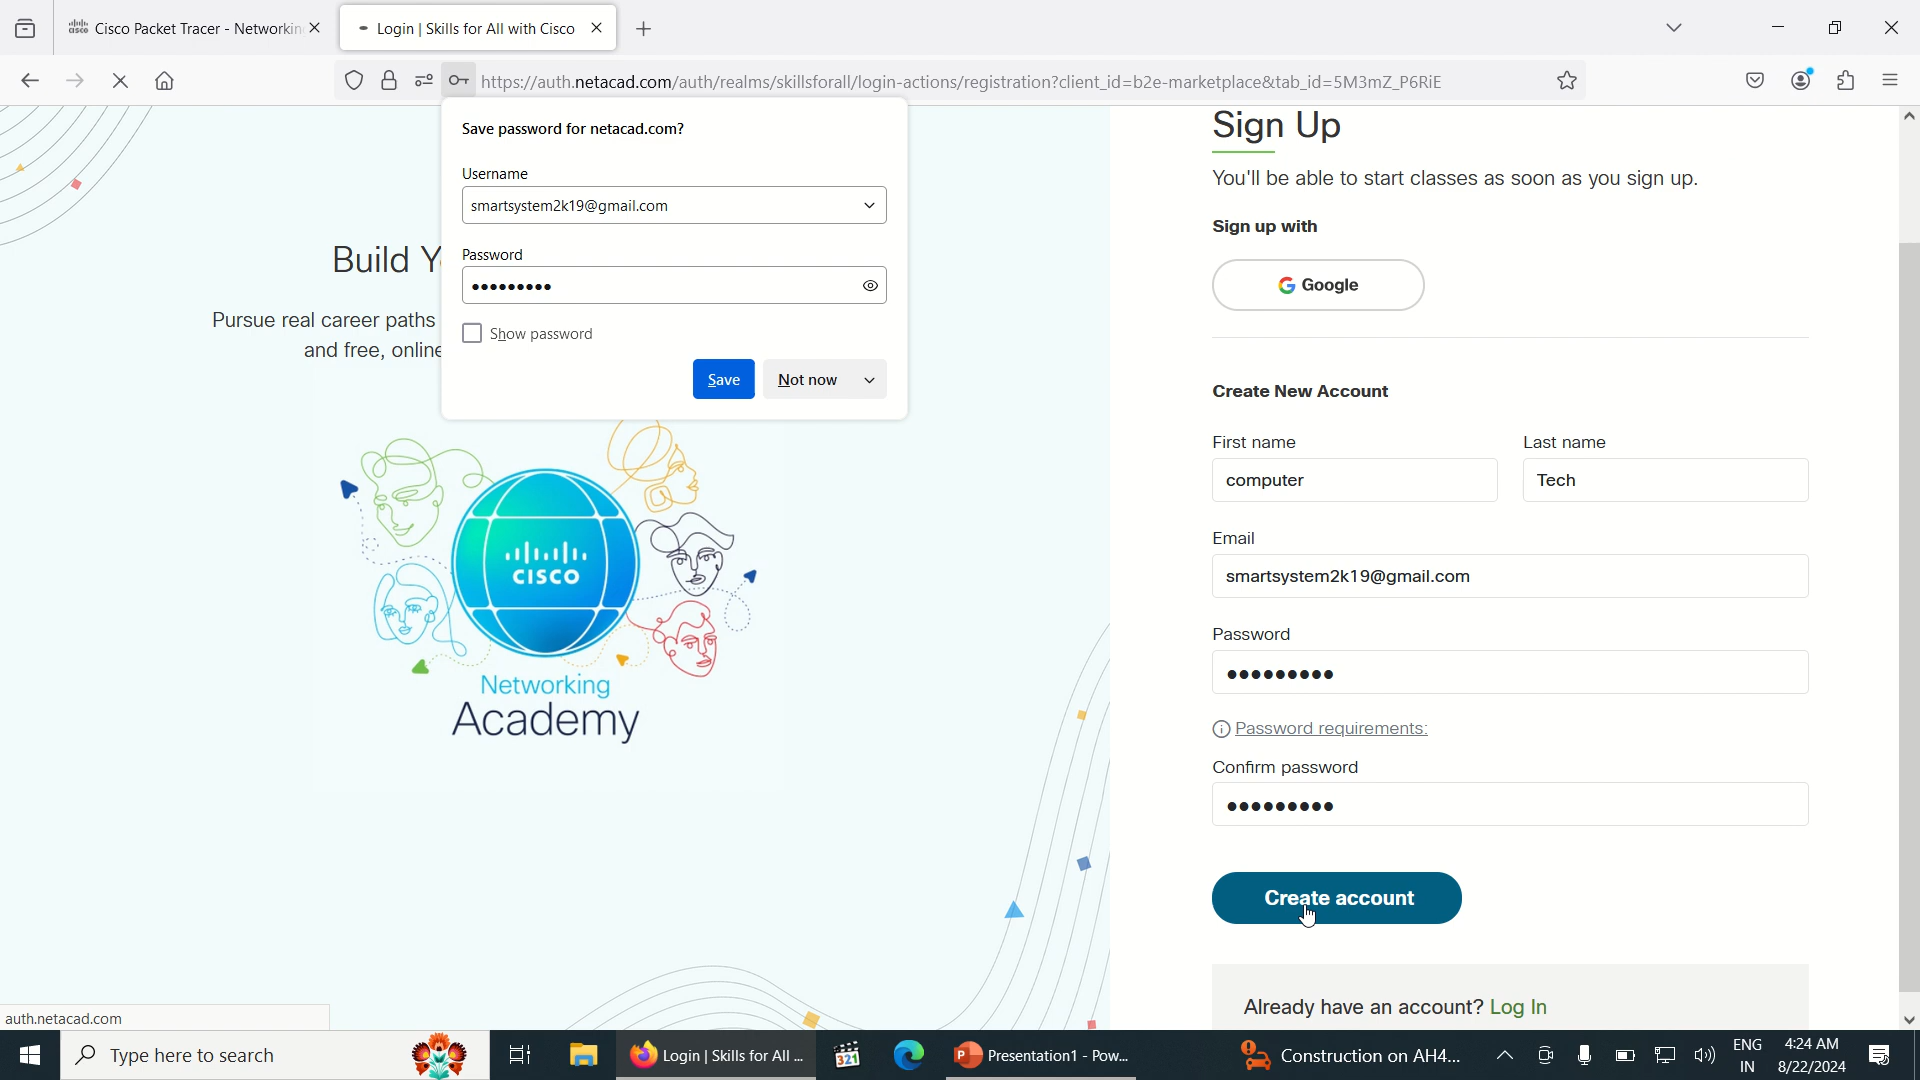 Cisco Packet Tracer - Networkin
Login | Skills for All with Cisco
https://auth.netacad.com/auth/realms/skillsforall/login-actions/registration?client_id=b2e-marketplace&tab_id=5M3mZ_P6RiE
Save password for netacad.com?
Username
smartsystem2k19@gmail.com
Password
•••••••••
Show password
Save
Not now
Build Y
Pursue real career paths
and free, online
CISCO
Networking
Academy
Sign Up
You'll be able to start classes as soon as you sign up.
Sign up with
Google
Create New Account
First name Last name
computer Tech
Email
smartsystem2k19@gmail.com
Password
•••••••••
Password requirements:
Confirm password
•••••••••
Create account
Already have an account? Log In
auth.netacad.com
Type here to search
Login | Skills for All ...
321
Presentation1 - Pow...
Construction on AH4...
ENG
IN
4:24 AM
8/22/2024